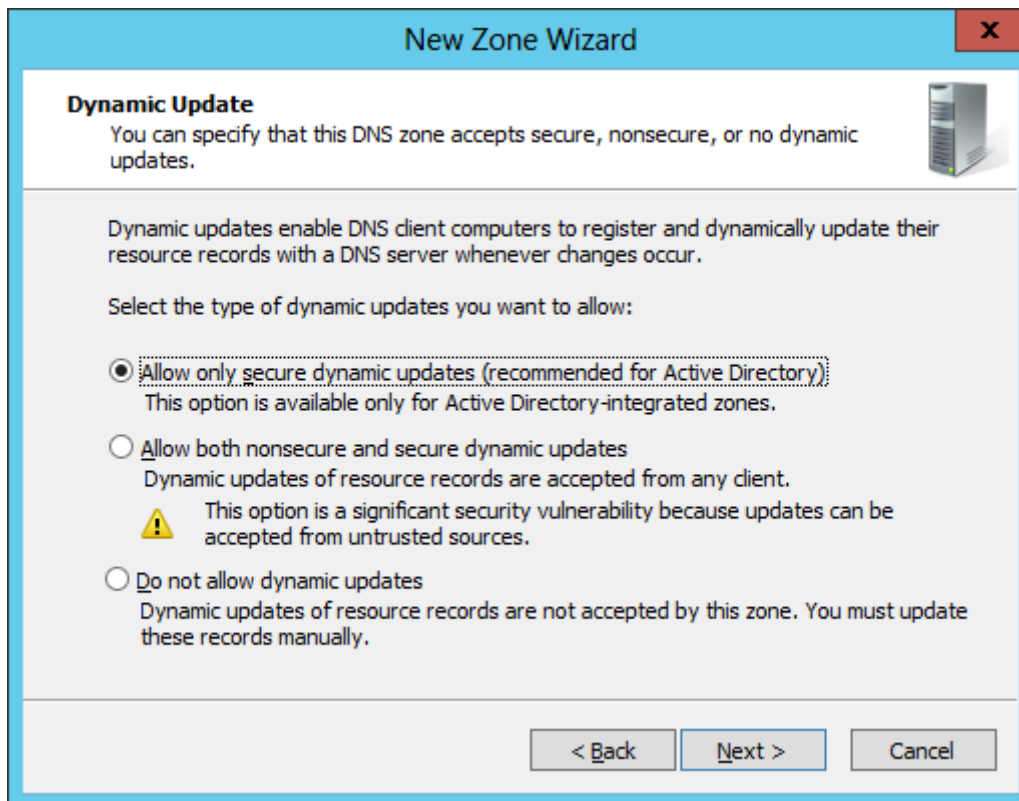 New Zone Wizard
x
Dynamic Update
You can specify that this DNS zone accepts secure, nonsecure, or no dynamic
updates.
Dynamic updates enable DNS client computers to register and dynamically update their
resource records with a DNS server whenever changes occur.
Select the type of dynamic updates you want to allow:
Allow only secure dynamic updates (recommended for Active Directory)
This option is available only for Active Directory-integrated zones.
Allow both nonsecure and secure dynamic updates
Dynamic updates of resource records are accepted from any client.
This option is a significant security vulnerability because updates can be
accepted from untrusted sources.
Do not allow dynamic updates
Dynamic updates of resource records are not accepted by this zone. You must update
these records manually.
< Back Next > Cancel